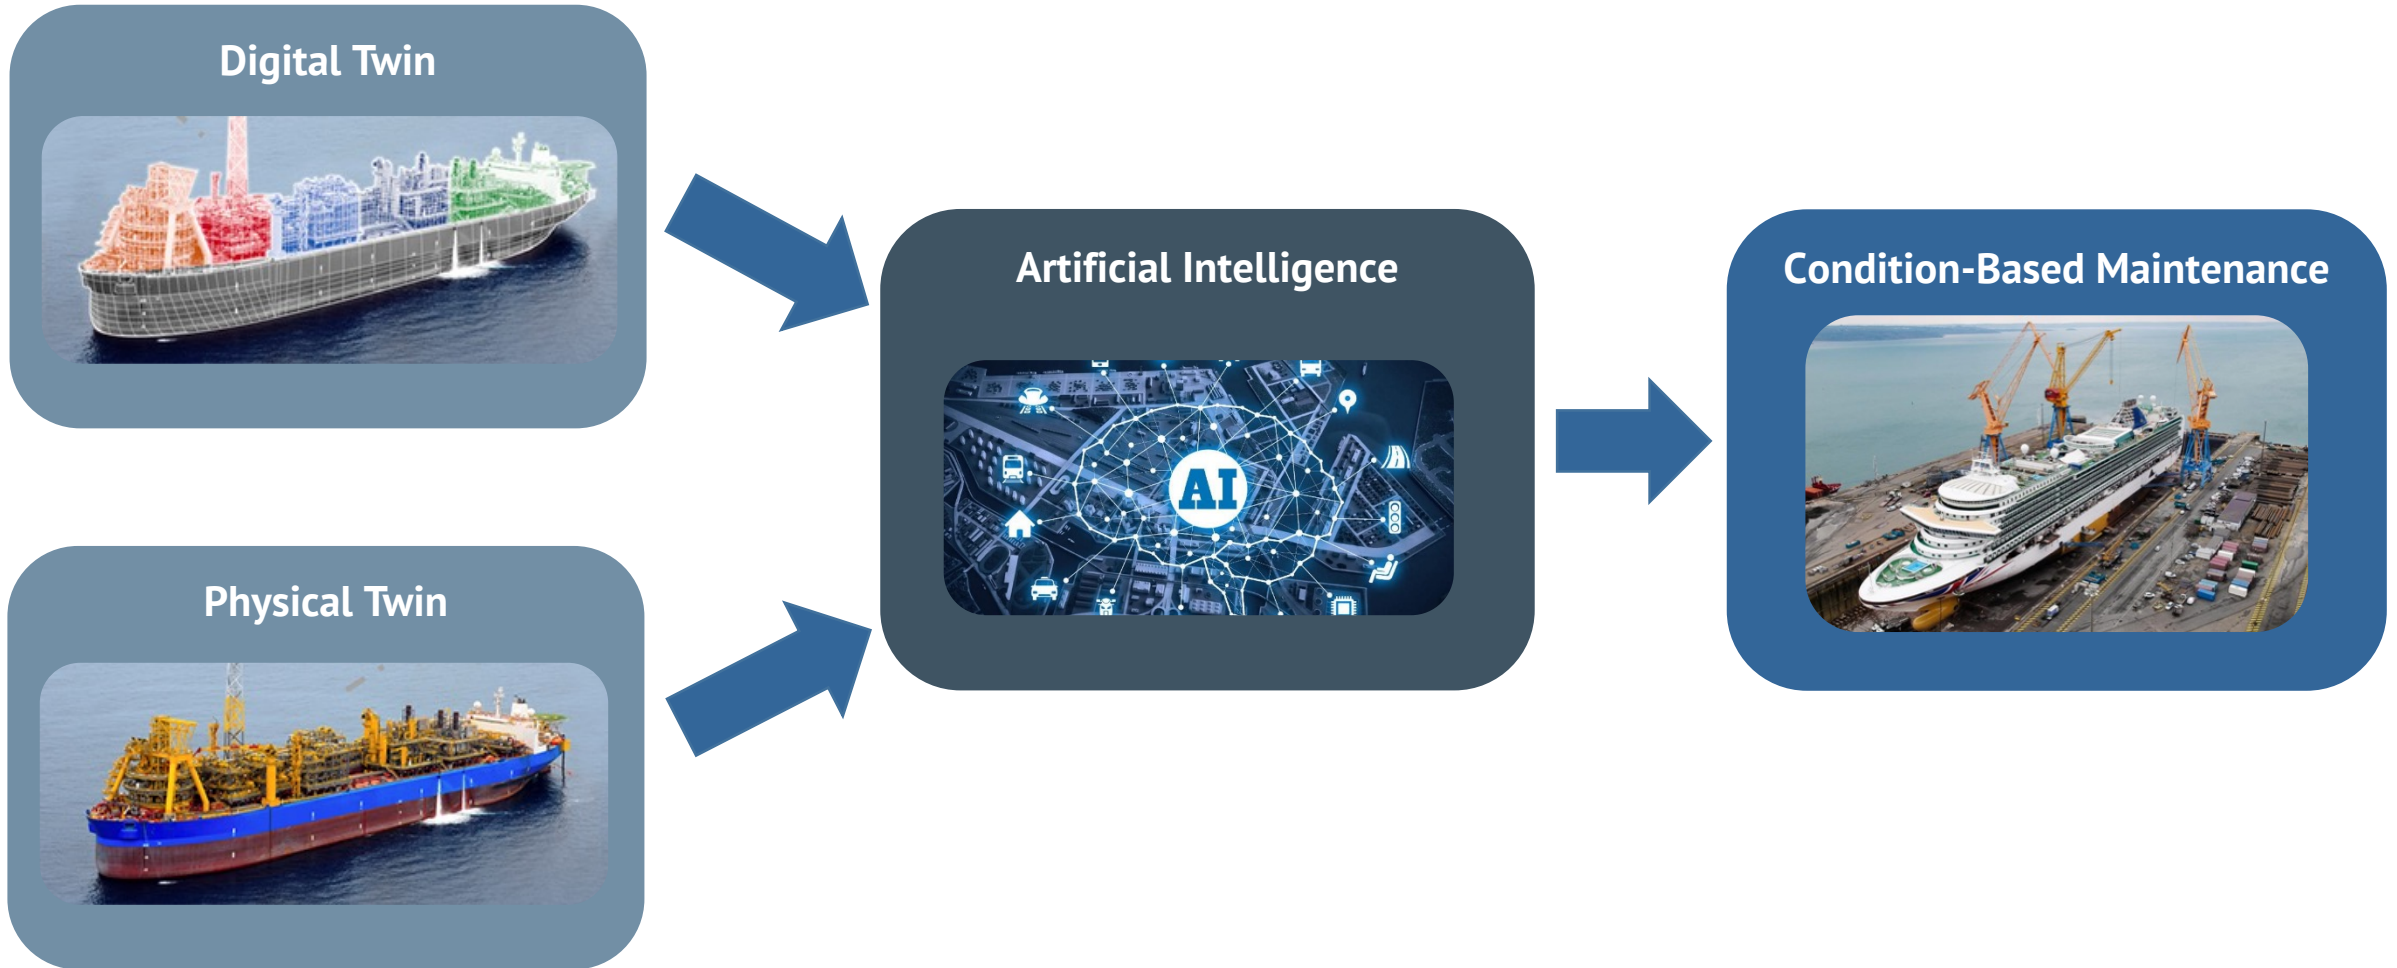 Digital Twin
Physical Twin
Artificial Intelligence
AI
Condition-Based Maintenance